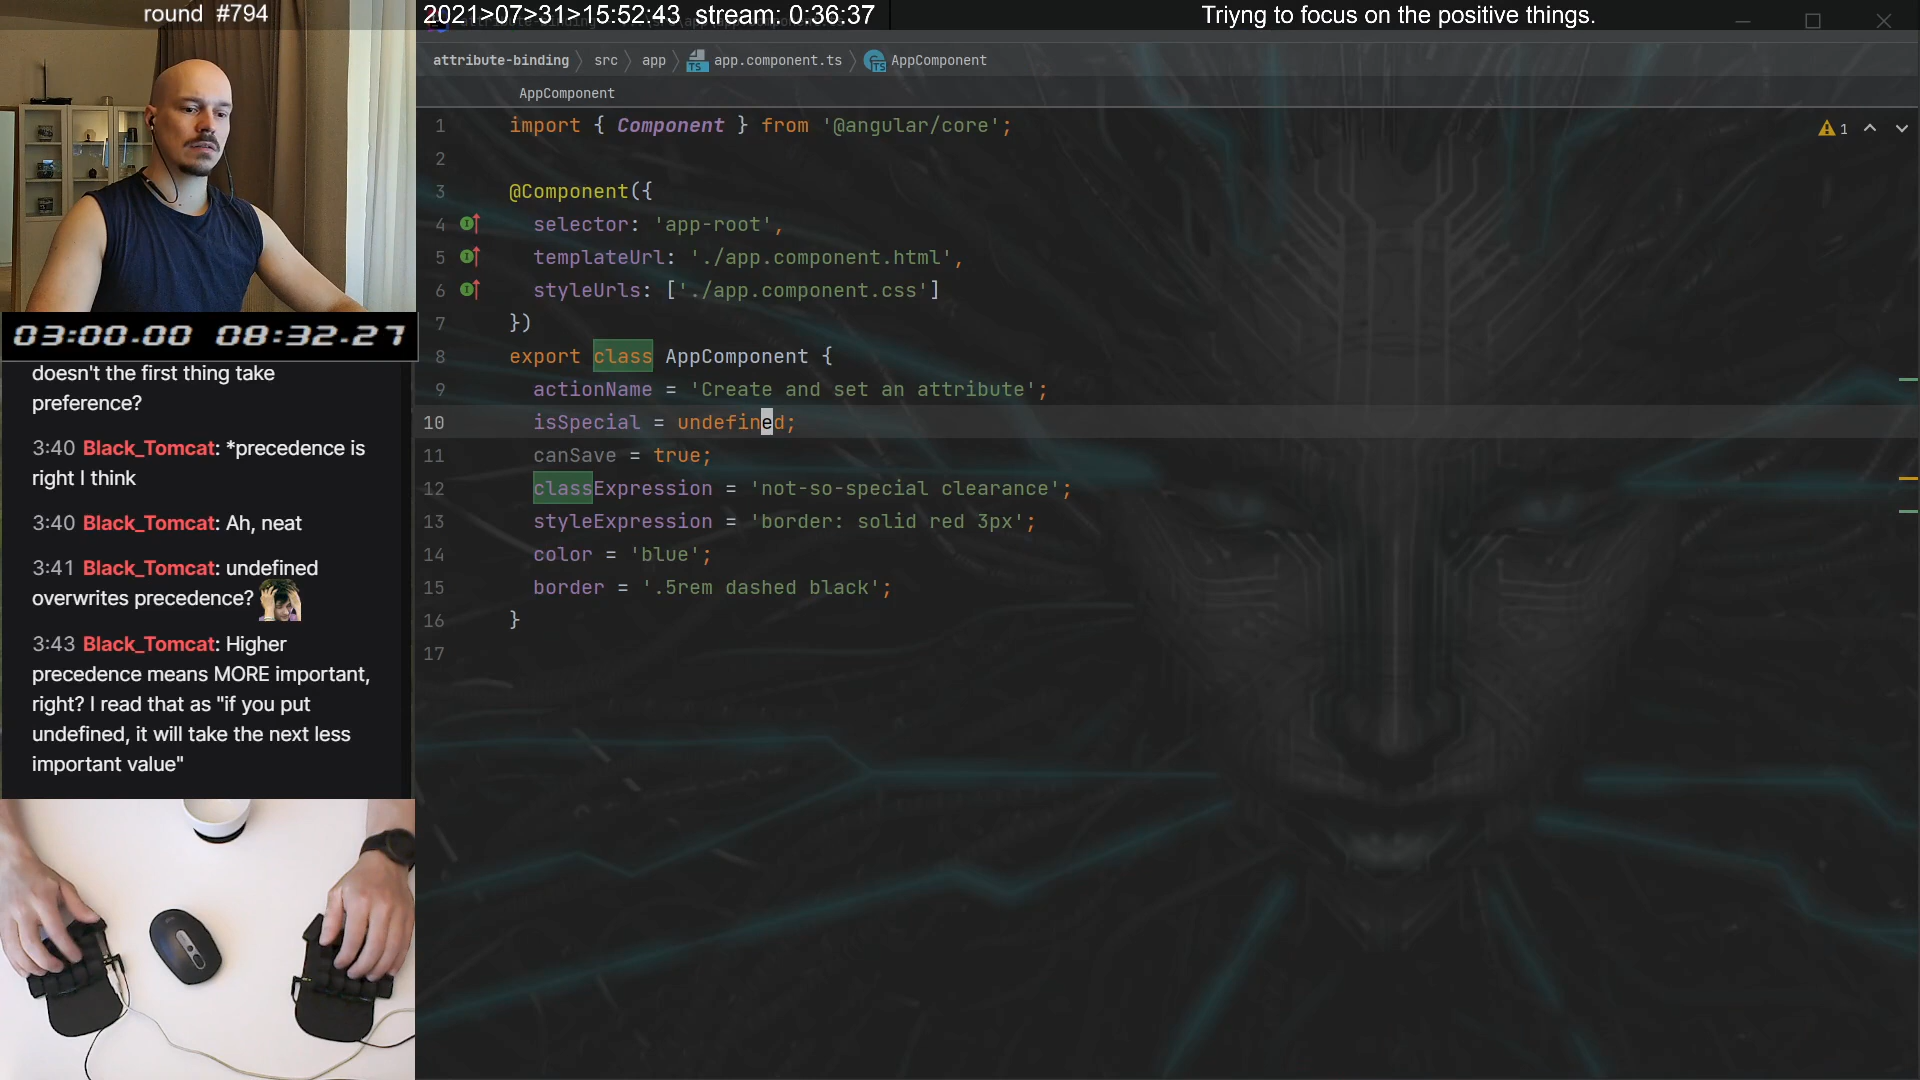 round #794
2021>07>31>15:52:43 stream: 0:36:37
Triyng to focus on the positive things.
attribute-binding src app app.component.ts AppComponent
AppComponent
1 import { Component } from '@angular/core';
2
3 @Component({
4 selector: 'app-root',
5 templateUrl: './app.component.html',
6 styleUrls: ['./app.component.css']
7 })
8 export class AppComponent {
9 actionName = 'Create and set an attribute';
10 isSpecial = undefined;
11 canSave = true;
12 classExpression = 'not-so-special clearance';
13 styleExpression = 'border: solid red 3px';
14 color = 'blue';
15 border = '.5rem dashed black';
16 }
17
1
03:00.00 08:32.27
doesn't the first thing take
preference?
3:40 Black_Tomcat: *precedence is
right I think
3:40 Black_Tomcat: Ah, neat
3:41 Black_Tomcat: undefined
overwrites precedence?
3:43 Black_Tomcat: Higher
precedence means MORE important,
right? I read that as "if you put
undefined, it will take the next less
important value"